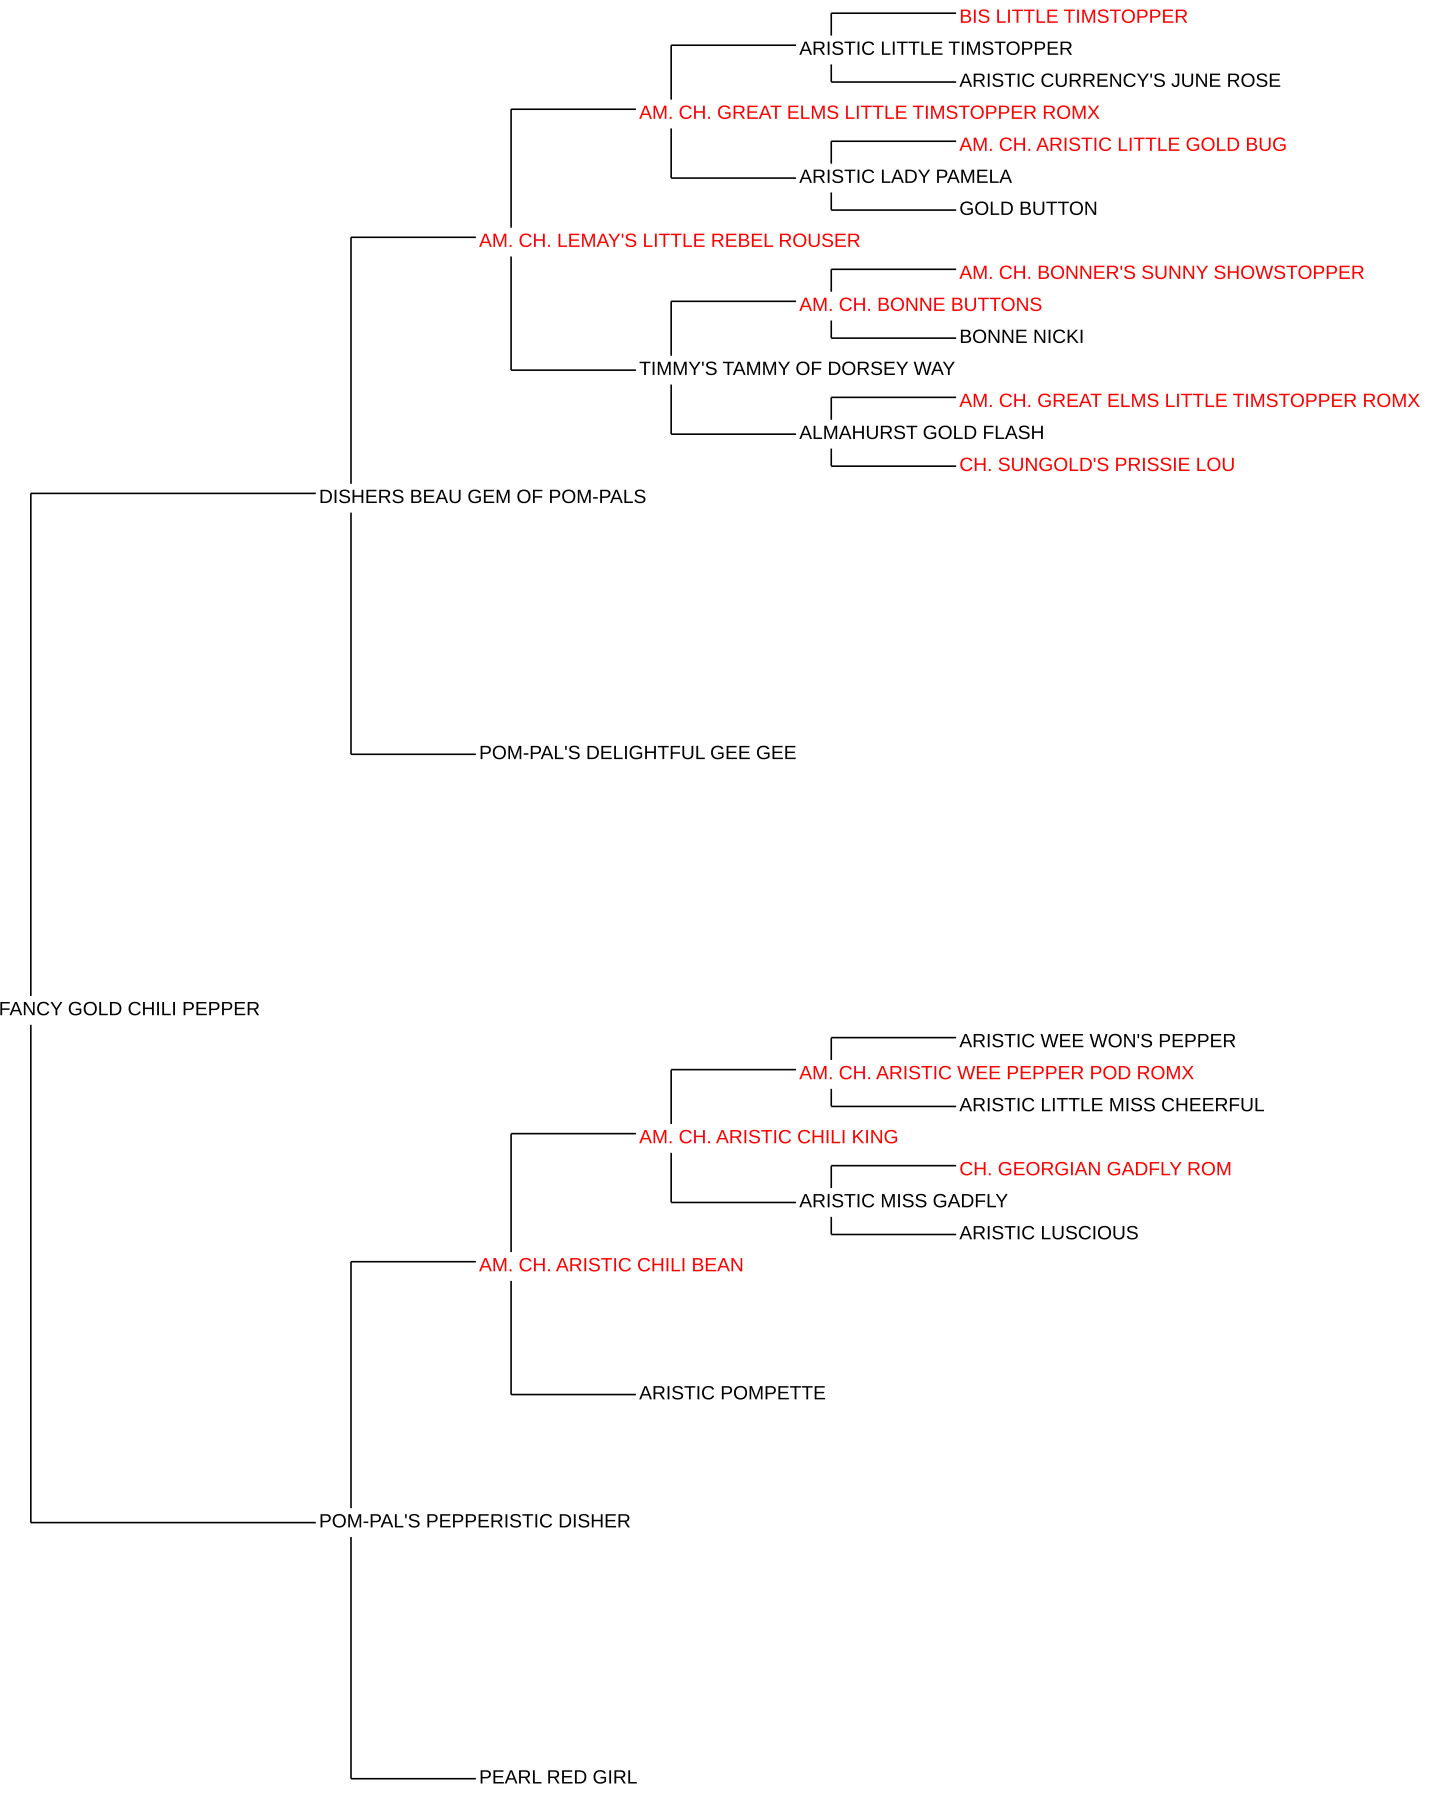 BIS LITTLE TIMSTOPPER
ARISTIC LITTLE TIMSTOPPER
ARISTIC CURRENCY'S JUNE ROSE
AM. CH. GREAT ELMS LITTLE TIMSTOPPER ROMX
AM. CH. ARISTIC LITTLE GOLD BUG
ARISTIC LADY PAMELA
GOLD BUTTON
AM. CH. LEMAY'S LITTLE REBEL ROUSER
AM. CH. BONNER'S SUNNY SHOWSTOPPER
AM. CH. BONNE BUTTONS
BONNE NICKI
TIMMY'S TAMMY OF DORSEY WAY
AM. CH. GREAT ELMS LITTLE TIMSTOPPER ROMX
ALMAHURST GOLD FLASH
CH. SUNGOLD'S PRISSIE LOU
DISHERS BEAU GEM OF POM-PALS
POM-PAL'S DELIGHTFUL GEE GEE
FANCY GOLD CHILI PEPPER
ARISTIC WEE WON'S PEPPER
AM. CH. ARISTIC WEE PEPPER POD ROMX
ARISTIC LITTLE MISS CHEERFUL
AM. CH. ARISTIC CHILI KING
CH. GEORGIAN GADFLY ROM
ARISTIC MISS GADFLY
ARISTIC LUSCIOUS
AM. CH. ARISTIC CHILI BEAN
ARISTIC POMPETTE
POM-PAL'S PEPPERISTIC DISHER
PEARL RED GIRL